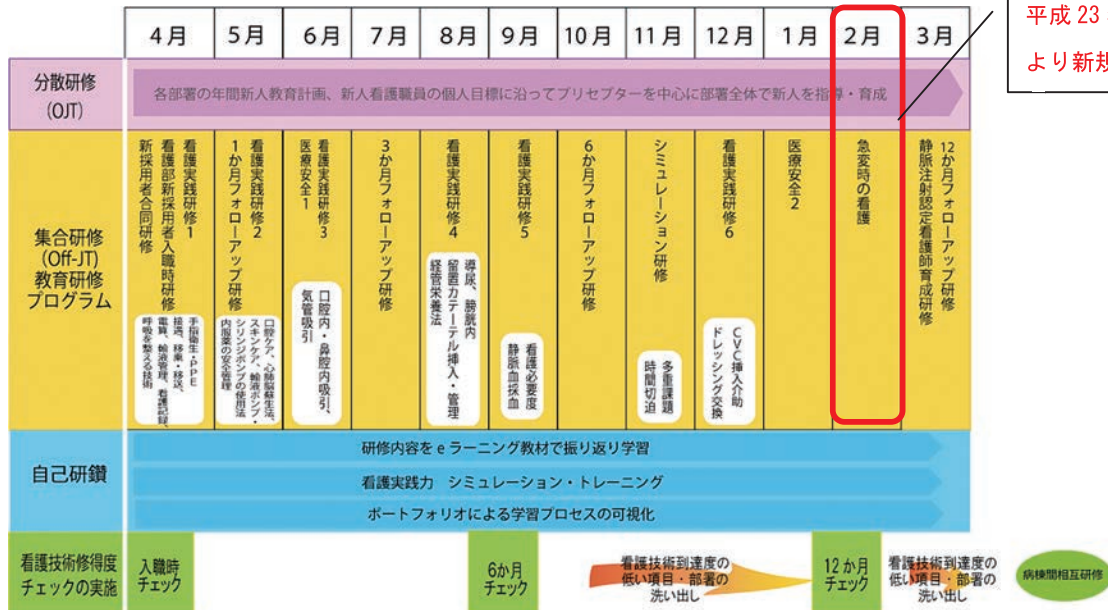 4月
5月
6月
7月
8月
9月
10月
11月
12月
1月
2月
3月
平成23
より新規
分散研修
(OJT)
各部署の年間新人教育計画、新人看護職員の個人目標に沿ってプリセプターを中心に部署全体で新人を指導・育成
集合研修
(Off-JT)
教育研修
プログラム
看護実践研修1
看護部新採用者入職時研修
新採用者合同研修
手指衛生・PPE
接遇、移乗・移送、
電算、輸液管理、看護記録、
呼吸を整える技術
看護実践研修2
1か月フォローアップ研修
口腔ケア、心肺脳蘇生法、
スキンケア、輸液ポンプ・
シリンジポンプの使用法
内服薬の安全管理
看護実践研修3
医療安全1
口腔内・鼻腔内吸引、
気管吸引
3か月フォローアップ研修
看護実践研修4
導尿、膀胱内
留置カテーテル挿入・管理
経管栄養法
看護実践研修5
看護必要度
静脈血採血
6か月フォローアップ研修
シミュレーション研修
多重課題
時間切迫
看護実践研修6
CVC挿入介助
ドレッシング交換
医療安全2
急変時の看護
12か月フォローアップ研修
静脈注射認定看護師育成研修
自己研鑽
研修内容をeラーニング教材で振り返り学習
看護実践力 シミュレーション・トレーニング
ポートフォリオによる学習プロセスの可視化
看護技術修得度
チェックの実施
入職時
チェック
6か月
チェック
看護技術到達度の
低い項目・部署の
洗い出し
12か月
チェック
看護技術到達度の
低い項目・部署の
洗い出し
病棟間相互研修